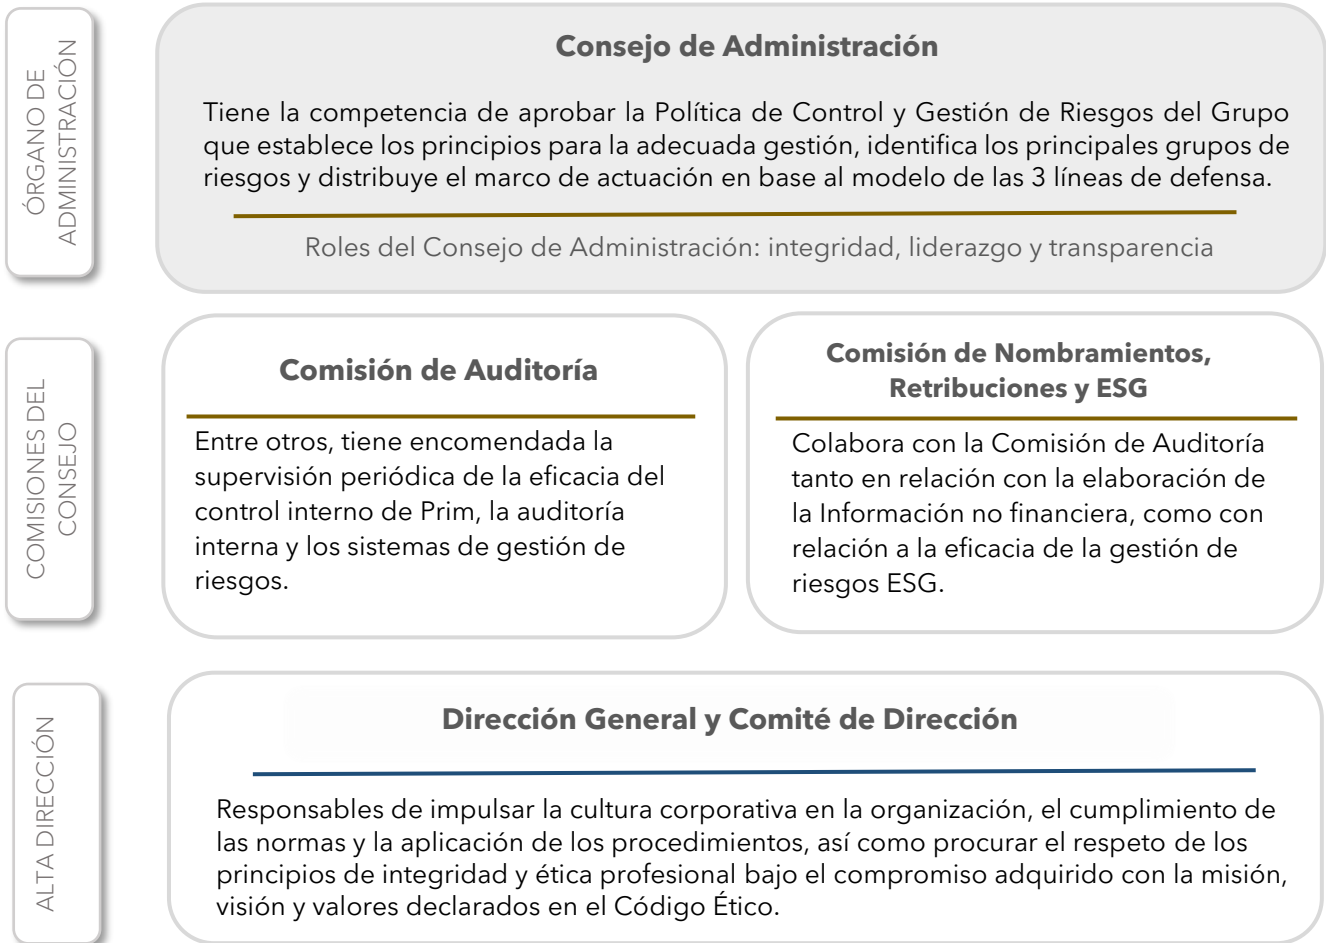 ÓRGANO DE
ADMINISTRACIÓN
Consejo de Administración
Tiene la competencia de aprobar la Política de Control y Gestión de Riesgos del Grupo
que establece los principios para la adecuada gestión, identifica los principales grupos de
riesgos y distribuye el marco de actuación en base al modelo de las 3 líneas de defensa.
Roles del Consejo de Administración: integridad, liderazgo y transparencia
COMISIONES DEL
CONSEJO
Comisión de Auditoría
Entre otros, tiene encomendada la
supervisión periódica de la eficacia del
control interno de Prim, la auditoría
interna y los sistemas de gestión de
riesgos.
Comisión de Nombramientos,
Retribuciones y ESG
Colabora con la Comisión de Auditoría
tanto en relación con la elaboración de
la Información no financiera, como con
relación a la eficacia de la gestión de
riesgos ESG.
ALTA DIRECCIÓN
Dirección General y Comité de Dirección
Responsables de impulsar la cultura corporativa en la organización, el cumplimiento de
las normas y la aplicación de los procedimientos, así como procurar el respeto de los
principios de integridad y ética profesional bajo el compromiso adquirido con la misión,
visión y valores declarados en el Código Ético.